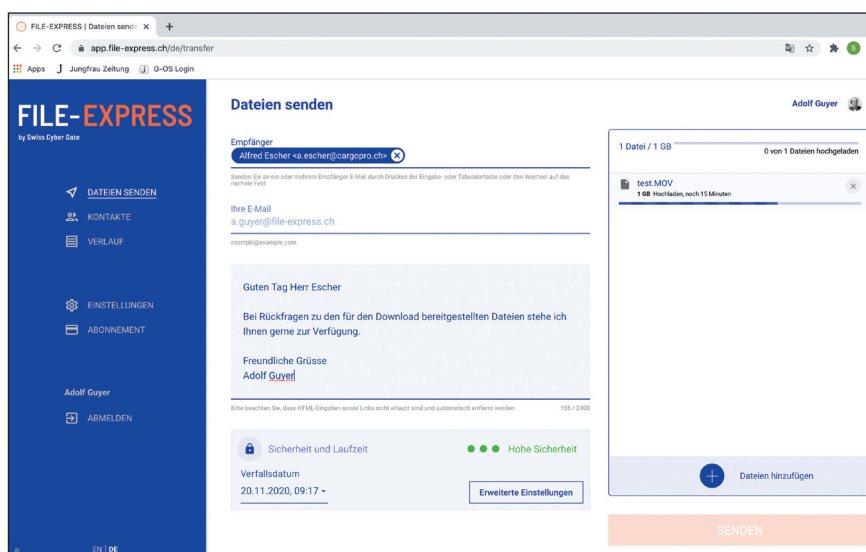 FILE-EXPRESS | Dateien sende
app.file-express.ch/de/transfer
B
Apps
J Jungfrau Zeitung
G-OS Login
FILE-EXPRESS
by Swiss Cyber Gate
DATEIEN SENDEN
KONTAKTE
VERLAUF
EINSTELLUNGEN
ABONNEMENT
Adolf Guyer
ABMELDEN
EN | DE
Dateien senden
Adolf Guyer
Empfänger
Alfred Escher <a.escher@cargopro.ch>
Senden Sie an ein oder mehrere Empfänger E-Mail durch Drücken der Eingabe- oder Tabulatortaste oder den Wechsel auf das
nächste Feld
Ihre E-Mail
a.guyer@file-express.ch
example@example.com
Guten Tag Herr Escher
Bei Rückfragen zu den für den Download bereitgestellten Dateien stehe ich
Ihnen gerne zur Verfügung.
Freundliche Grüsse
Adolf Guyer
Bitte beachten Sie, dass HTML-Eingaben sowie Links nicht erlaubt sind und automatisch entfernt werden
155 / 2400
Sicherheit und Laufzeit
Hohe Sicherheit
Verfallsdatum
20.11.2020, 09:17
Erweiterte Einstellungen
1 Datei / 1 GB
0 von 1 Dateien hochgeladen
test.MOV
1 GB Hochladen, noch 15 Minuten
Dateien hinzufügen
SENDEN